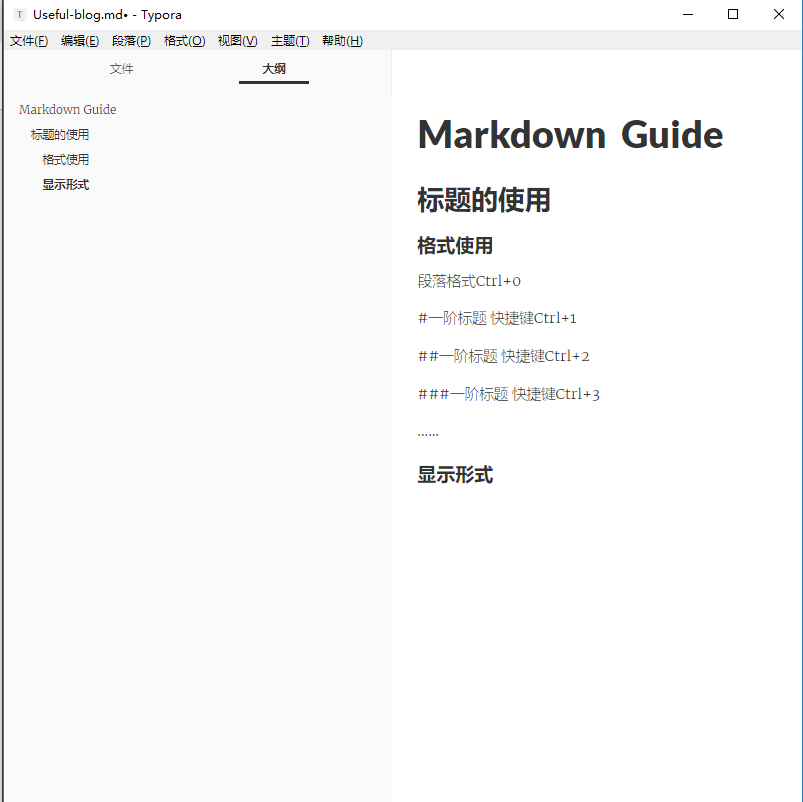 T Useful-blog.md• - Typora
文件(F) 编辑(E) 段落(P) 格式(O) 视图(V) 主题(T) 帮助(H)
文件 大纲
Markdown Guide
标题的使用
格式使用
显示形式
Markdown Guide
标题的使用
格式使用
段落格式Ctrl+0
#一阶标题 快捷键Ctrl+1
##一阶标题 快捷键Ctrl+2
###一阶标题 快捷键Ctrl+3
......
显示形式